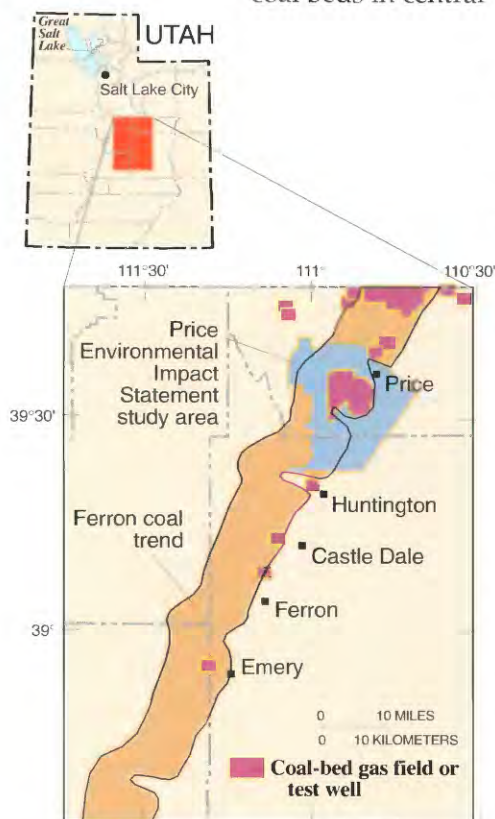 coal beds in central
Great
Salt
Lake
UTAH
Salt Lake City
111°30'
111°
110°30'
Price
Environmental
Impact
Statement
study area
Price
39°30'
Huntington
Ferron coal
trend
Castle Dale
Ferron
39°
Emery
0 10 MILES
0 10 KILOMETERS
Coal-bed gas field or
test well